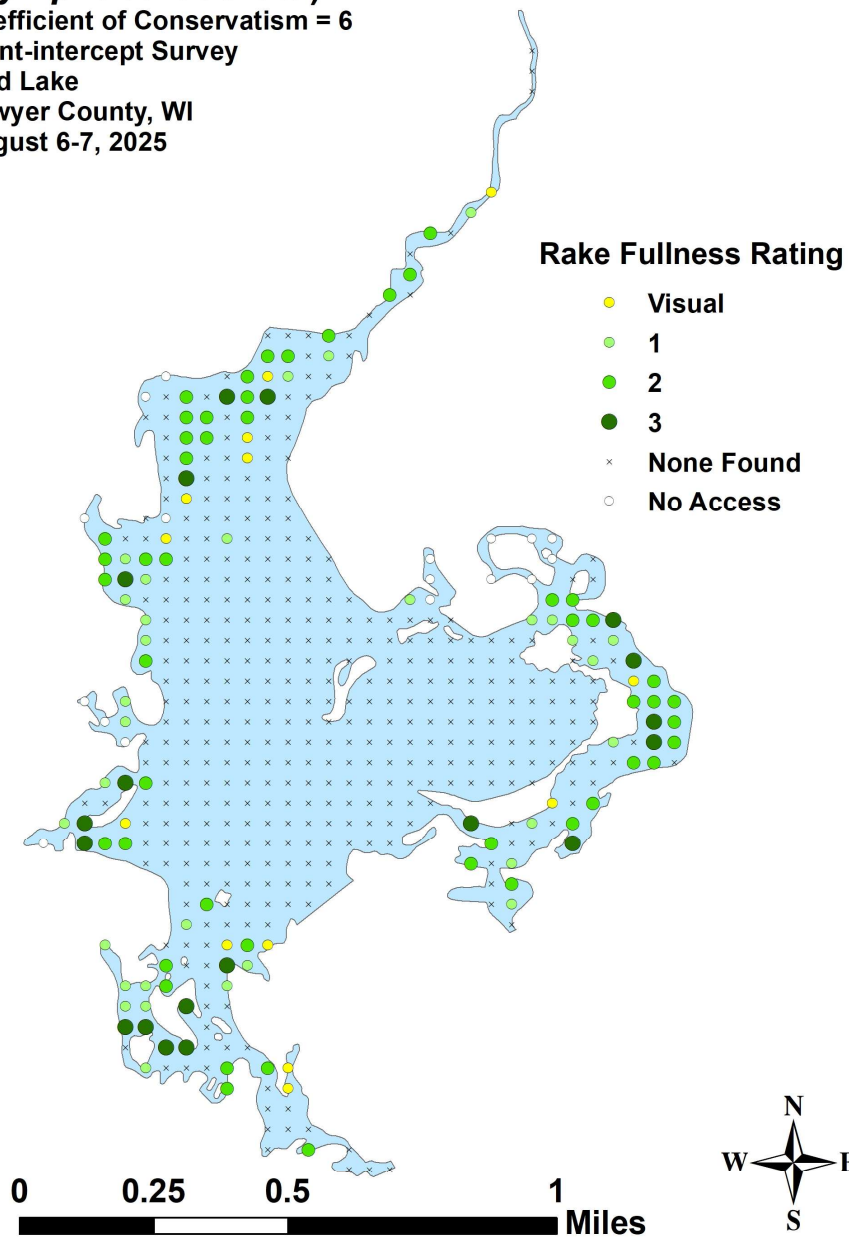 efficient of Conservatism = 6
nt-intercept Survey
d Lake
wyer County, WI
gust 6-7, 2025
Rake Fullness Rating
Visual
1
2
3
None Found
No Access
N
W
S
0 0.25 0.5 1
Miles